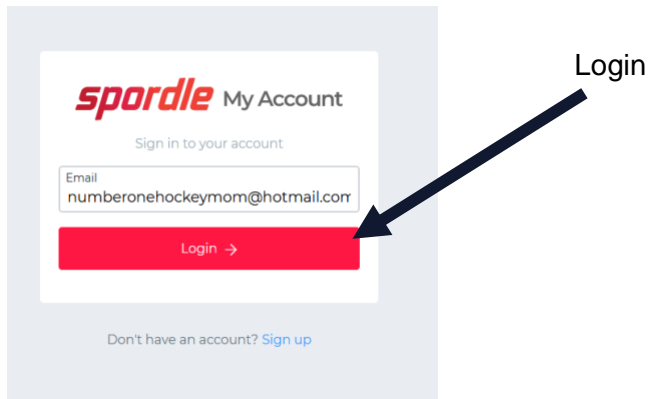 Login
spordle My Account
Sign in to your account
Email
numberonehockeymom@hotmail.com
Login →
Don't have an account? Sign up